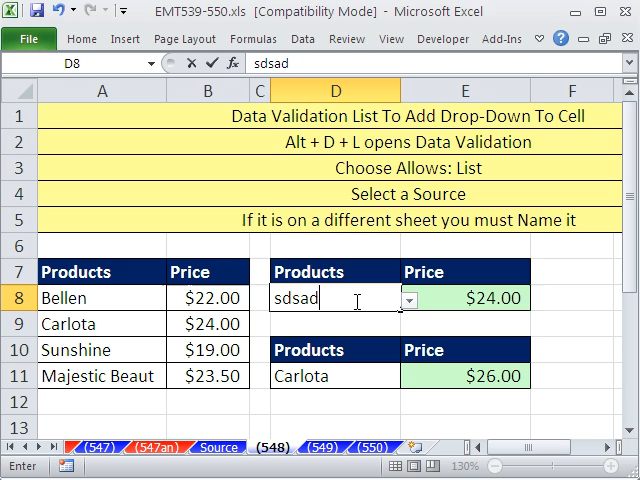 EMT539-550.xls [Compatibility Mode] - Microsoft Excel
File Home Insert Page Layout Formulas Data Review View Developer Add-Ins
D8 fx sdsad
A B C D E F
1 Data Validation List To Add Drop-Down To Cell
2 Alt + D + L opens Data Validation
3 Choose Allows: List
4 Select a Source
5 If it is on a different sheet you must Name it
6
7 Products Price Products Price
8 Bellen $22.00 sdsad $24.00
9 Carlota $24.00
10 Sunshine $19.00 Products Price
11 Majestic Beaut $23.50 Carlota $26.00
12
13
(547) (547an) Source (548) (549) (550)
Enter 130%